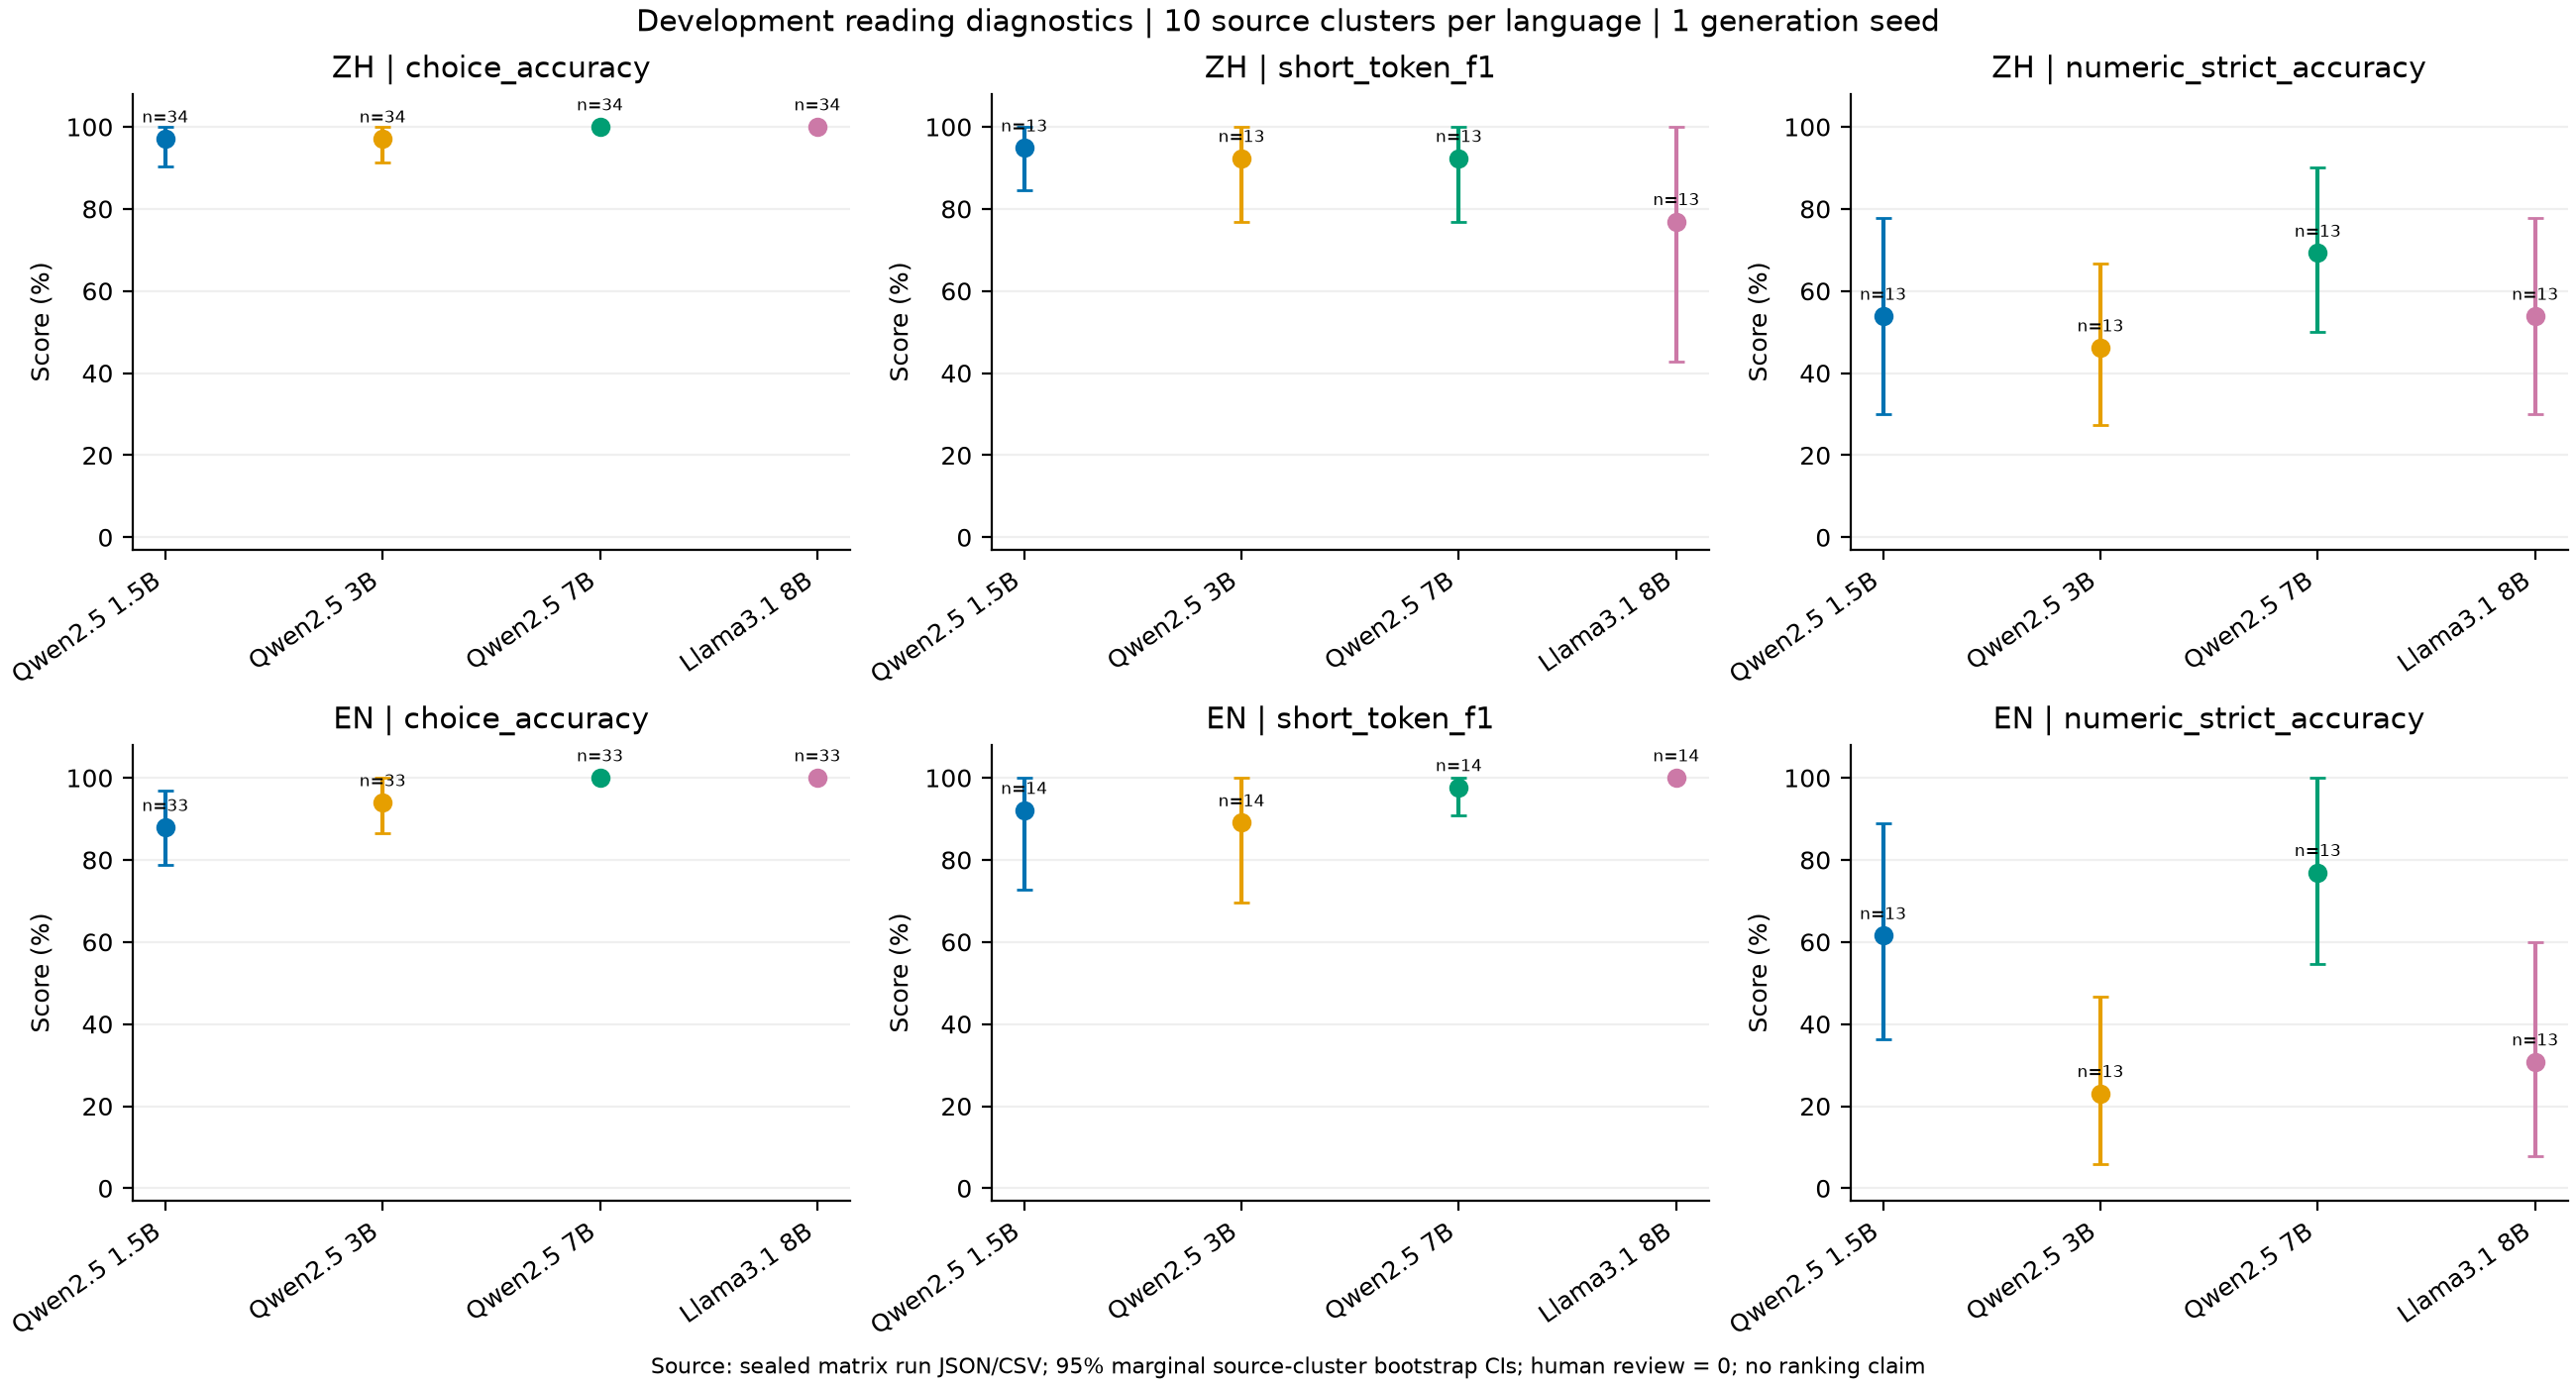 Development reading diagnostics | 10 source clusters per language | 1 generation seed
ZH | choice_accuracy
Score (%)
100
80
60
40
20
0
n=34
n=34
n=34
n=34
Qwen2.5 1.5B
Qwen2.5 3B
Qwen2.5 7B
Llama3.1 8B
ZH | short_token_f1
Score (%)
100
80
60
40
20
0
n=13
n=13
n=13
n=13
Qwen2.5 1.5B
Qwen2.5 3B
Qwen2.5 7B
Llama3.1 8B
ZH | numeric_strict_accuracy
Score (%)
100
80
60
40
20
0
n=13
n=13
n=13
n=13
Qwen2.5 1.5B
Qwen2.5 3B
Qwen2.5 7B
Llama3.1 8B
EN | choice_accuracy
Score (%)
100
80
60
40
20
0
n=33
n=33
n=33
n=33
Qwen2.5 1.5B
Qwen2.5 3B
Qwen2.5 7B
Llama3.1 8B
EN | short_token_f1
Score (%)
100
80
60
40
20
0
n=14
n=14
n=14
n=14
Qwen2.5 1.5B
Qwen2.5 3B
Qwen2.5 7B
Llama3.1 8B
EN | numeric_strict_accuracy
Score (%)
100
80
60
40
20
0
n=13
n=13
n=13
n=13
Qwen2.5 1.5B
Qwen2.5 3B
Qwen2.5 7B
Llama3.1 8B
Source: sealed matrix run JSON/CSV; 95% marginal source-cluster bootstrap CIs; human review = 0; no ranking claim